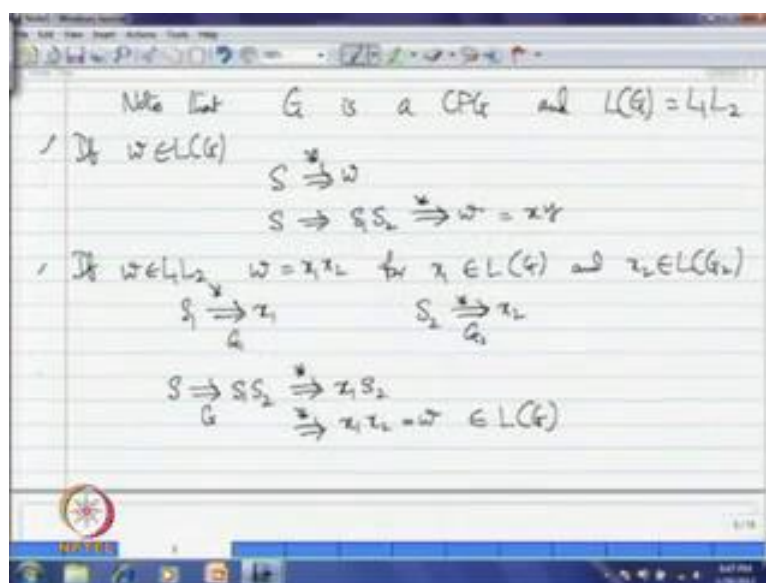 Note that G is a CFG and L(G) = L₁L₂
If w ∈ L(G)
S ⇒* w
S ⇒ S₁S₂ ⇒* w = xy
If w ∈ L₁L₂ w = x₁x₂ for x₁ ∈ L(G) and x₂ ∈ L(G₂)
S₁ ⇒* x₁ S₂ ⇒* x₂
G₁ G₂
S ⇒ S₁S₂ ⇒* x₁S₂
G ⇒* x₁x₂ = w ∈ L(G)
NPTEL